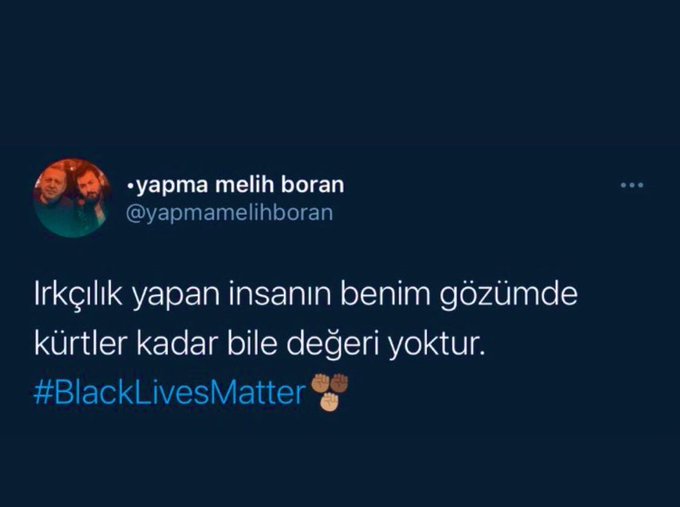 •yapma melih boran
@yapmamelihboran
Irkçılık yapan insanın benim gözümde
kürtler kadar bile değeri yoktur.
#BlackLivesMatter✊🏽✊🏾✊🏼